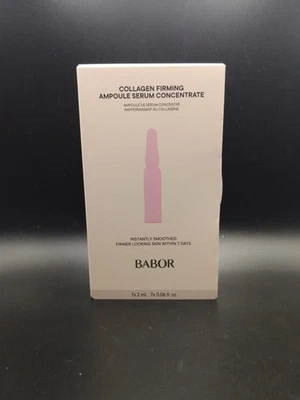 COLLAGEN FIRMING
AMPOULE SERUM CONCENTRATE
AMPOULE DE SÉRUM CONCENTRÉ
RAFFERMISSANT AU COLLAGÈNE
INSTANTLY SMOOTHED,
FIRMER LOOKING SKIN WITHIN 7 DAYS
BABOR
7x 2 mL 7x 0.06 fl. oz.